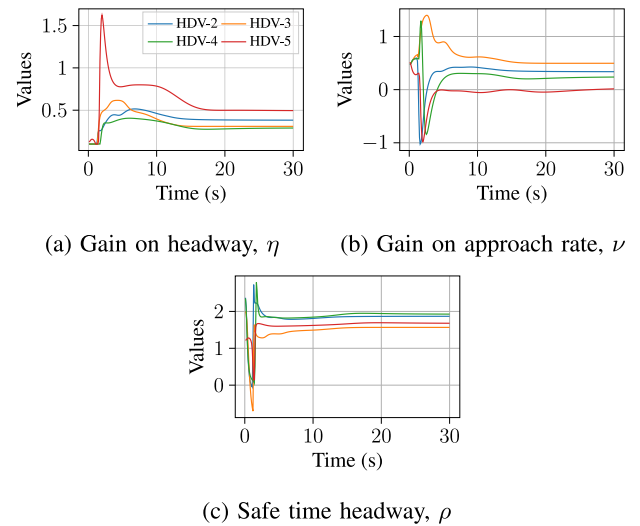 HDV-2 HDV-3
HDV-4 HDV-5
Values
1.5
1
0.5
0 10 20 30
Time (s)
(a) Gain on headway, η
Values
1
0
−1
0 10 20 30
Time (s)
(b) Gain on approach rate, ν
Values
2
1
0
0 10 20 30
Time (s)
(c) Safe time headway, ρ